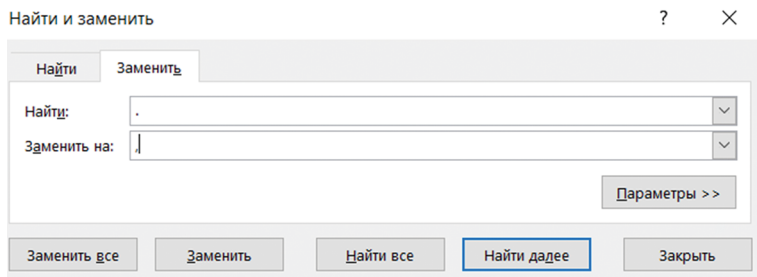 Найти и заменить
Найти Заменить
Найти: .
Заменить на: ,
Параметры >>
Заменить все Заменить Найти все Найти далее Закрыть